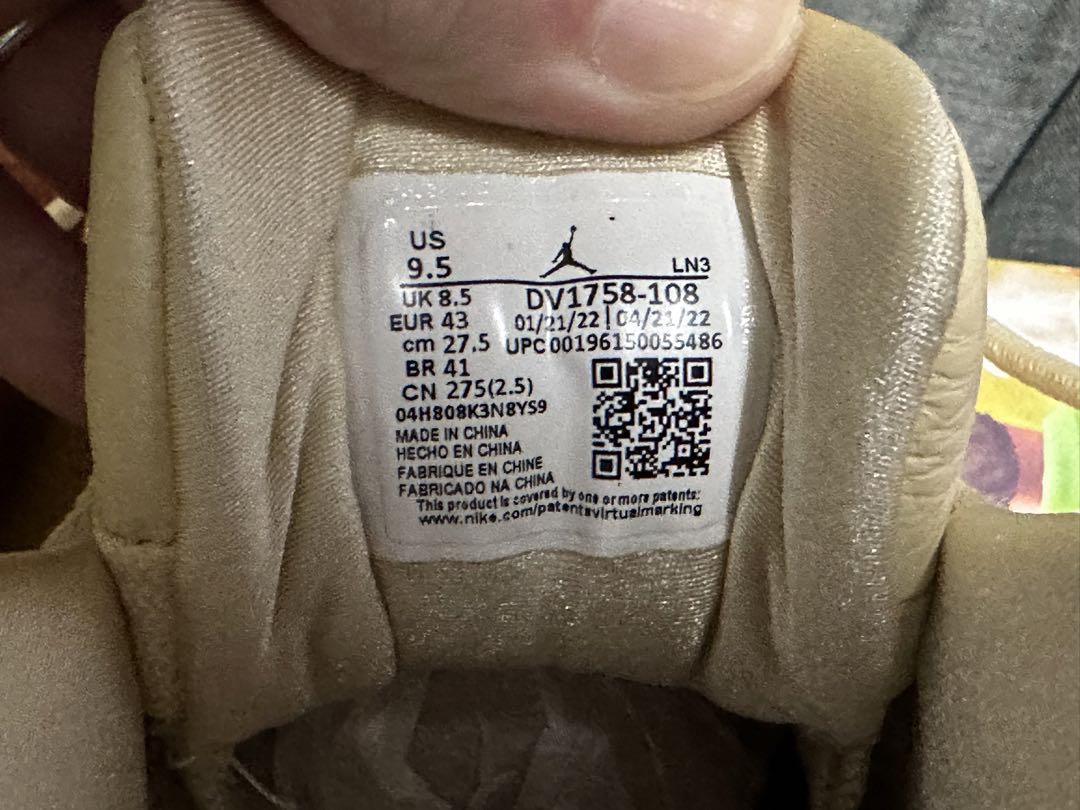 US
9.5
LN3
UK 8.5 DV1758-108
EUR 43 01/21/22 | 04/21/22
cm 27.5 UPC 00196150055486
BR 41
CN 275(2.5)
04H808K3N8YS9
MADE IN CHINA
HECHO EN CHINA
FABRIQUE EN CHINE
FABRICADO NA CHINA
This product is covered by one or more patents:
www.nike.com/patentsvirtualmarking